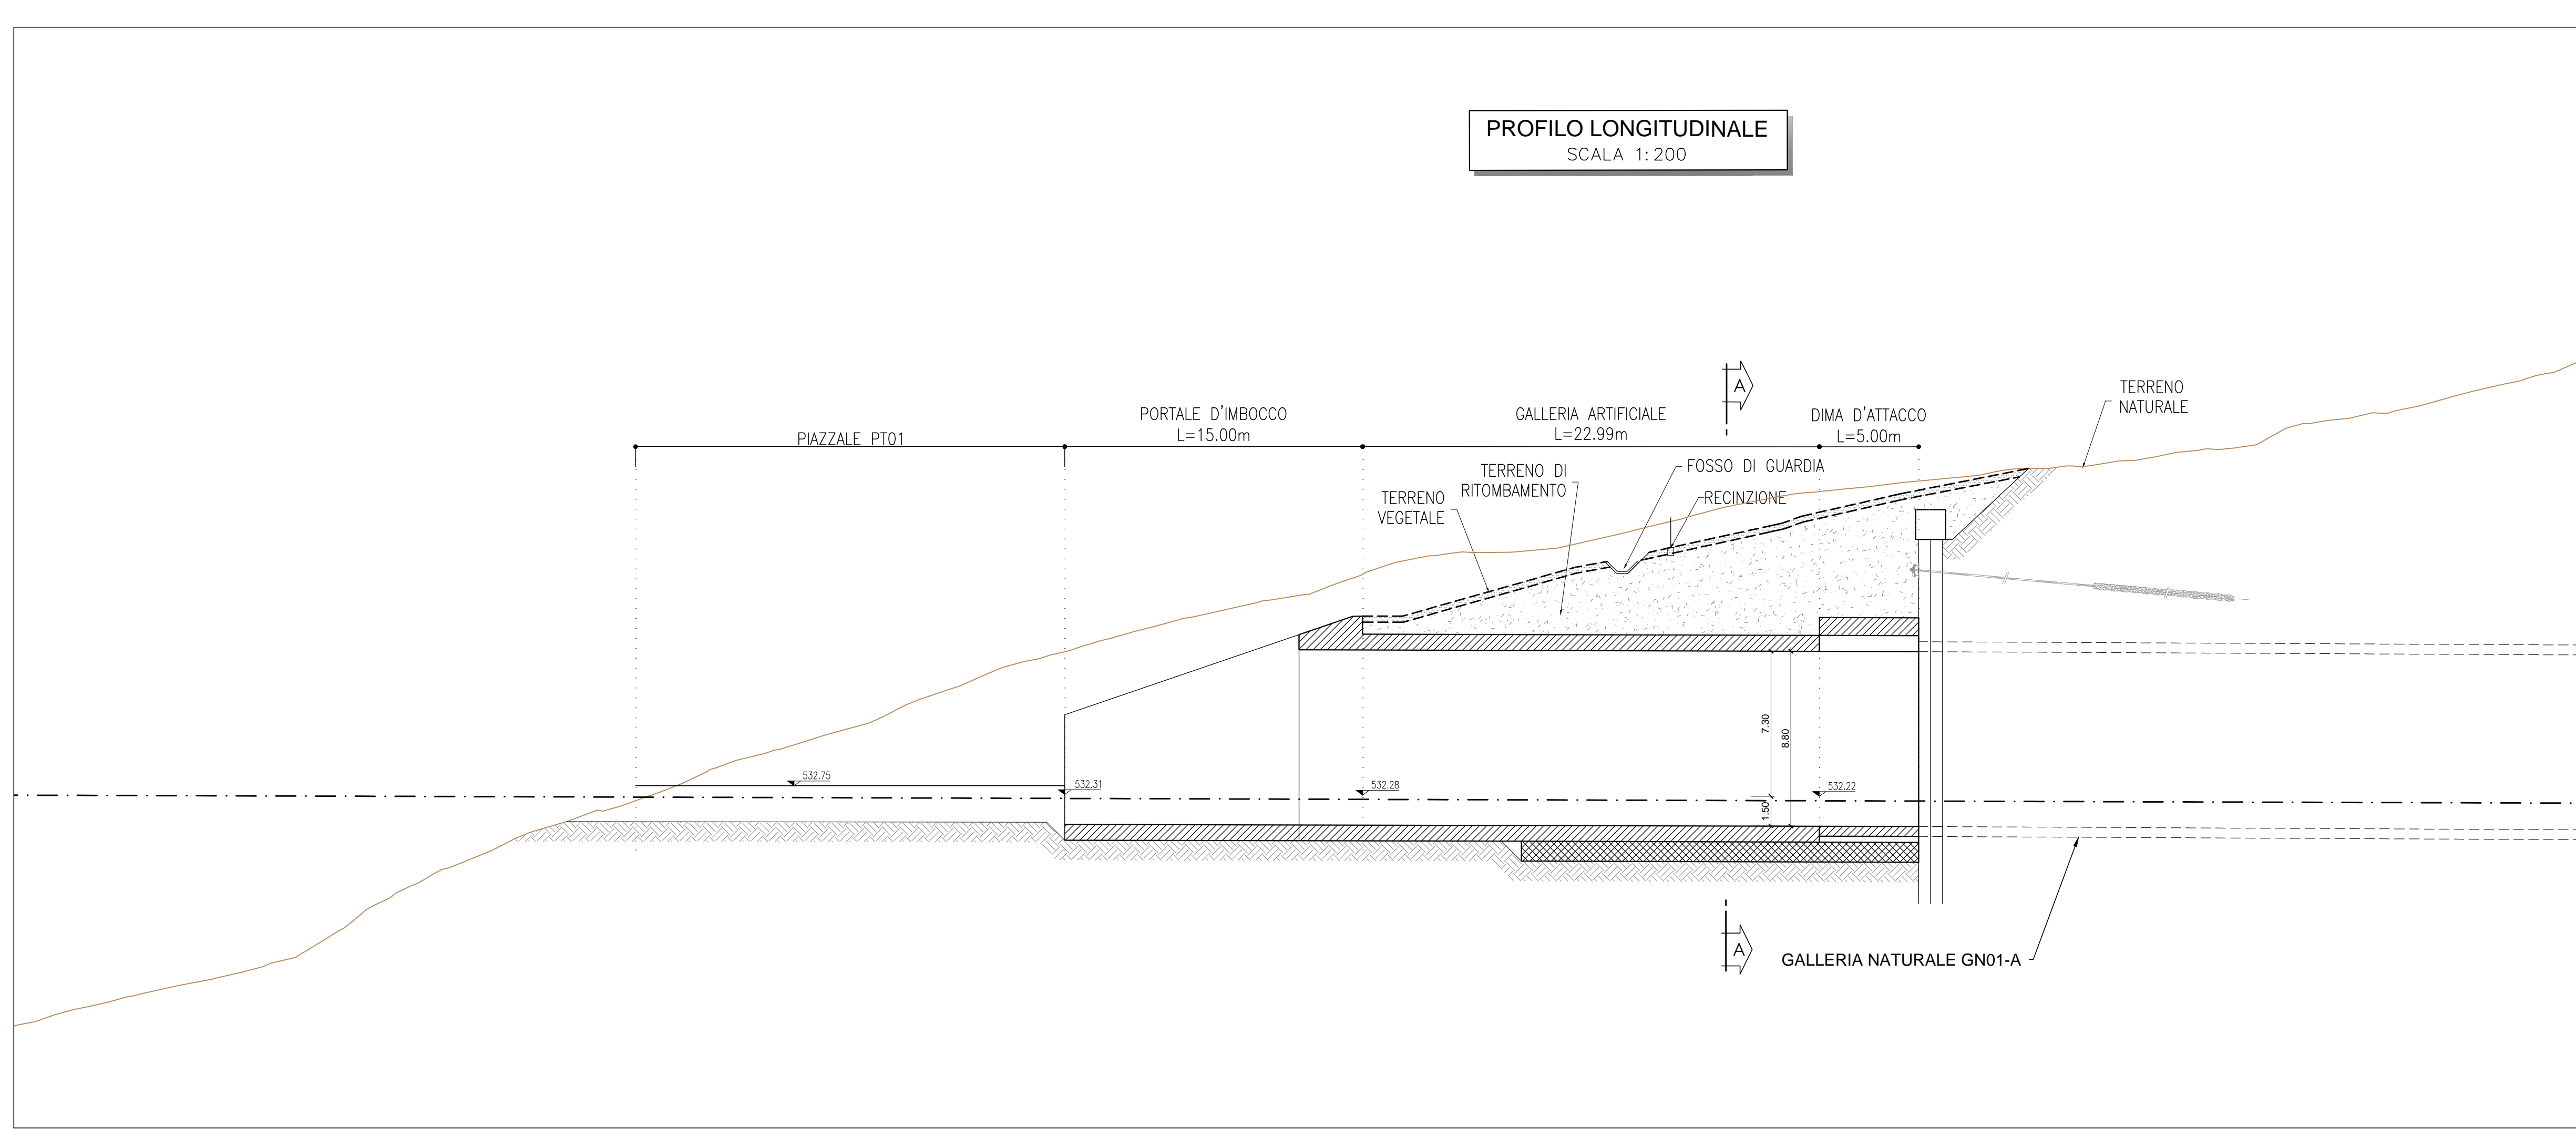 PROFILO LONGITUDINALE
SCALA 1:200
A
TERRENO
NATURALE
PIAZZALE PT01
PORTALE D'IMBOCCO
L=15.00m
GALLERIA ARTIFICIALE
L=22.99m
DIMA D'ATTACCO
L=5.00m
TERRENO DI
RITOMBAMENTO
FOSSO DI GUARDIA
TERRENO
VEGETALE
RECINZIONE
7.30
8.80
1.50
532.75
532.31
532.28
532.22
A
GALLERIA NATURALE GN01-A